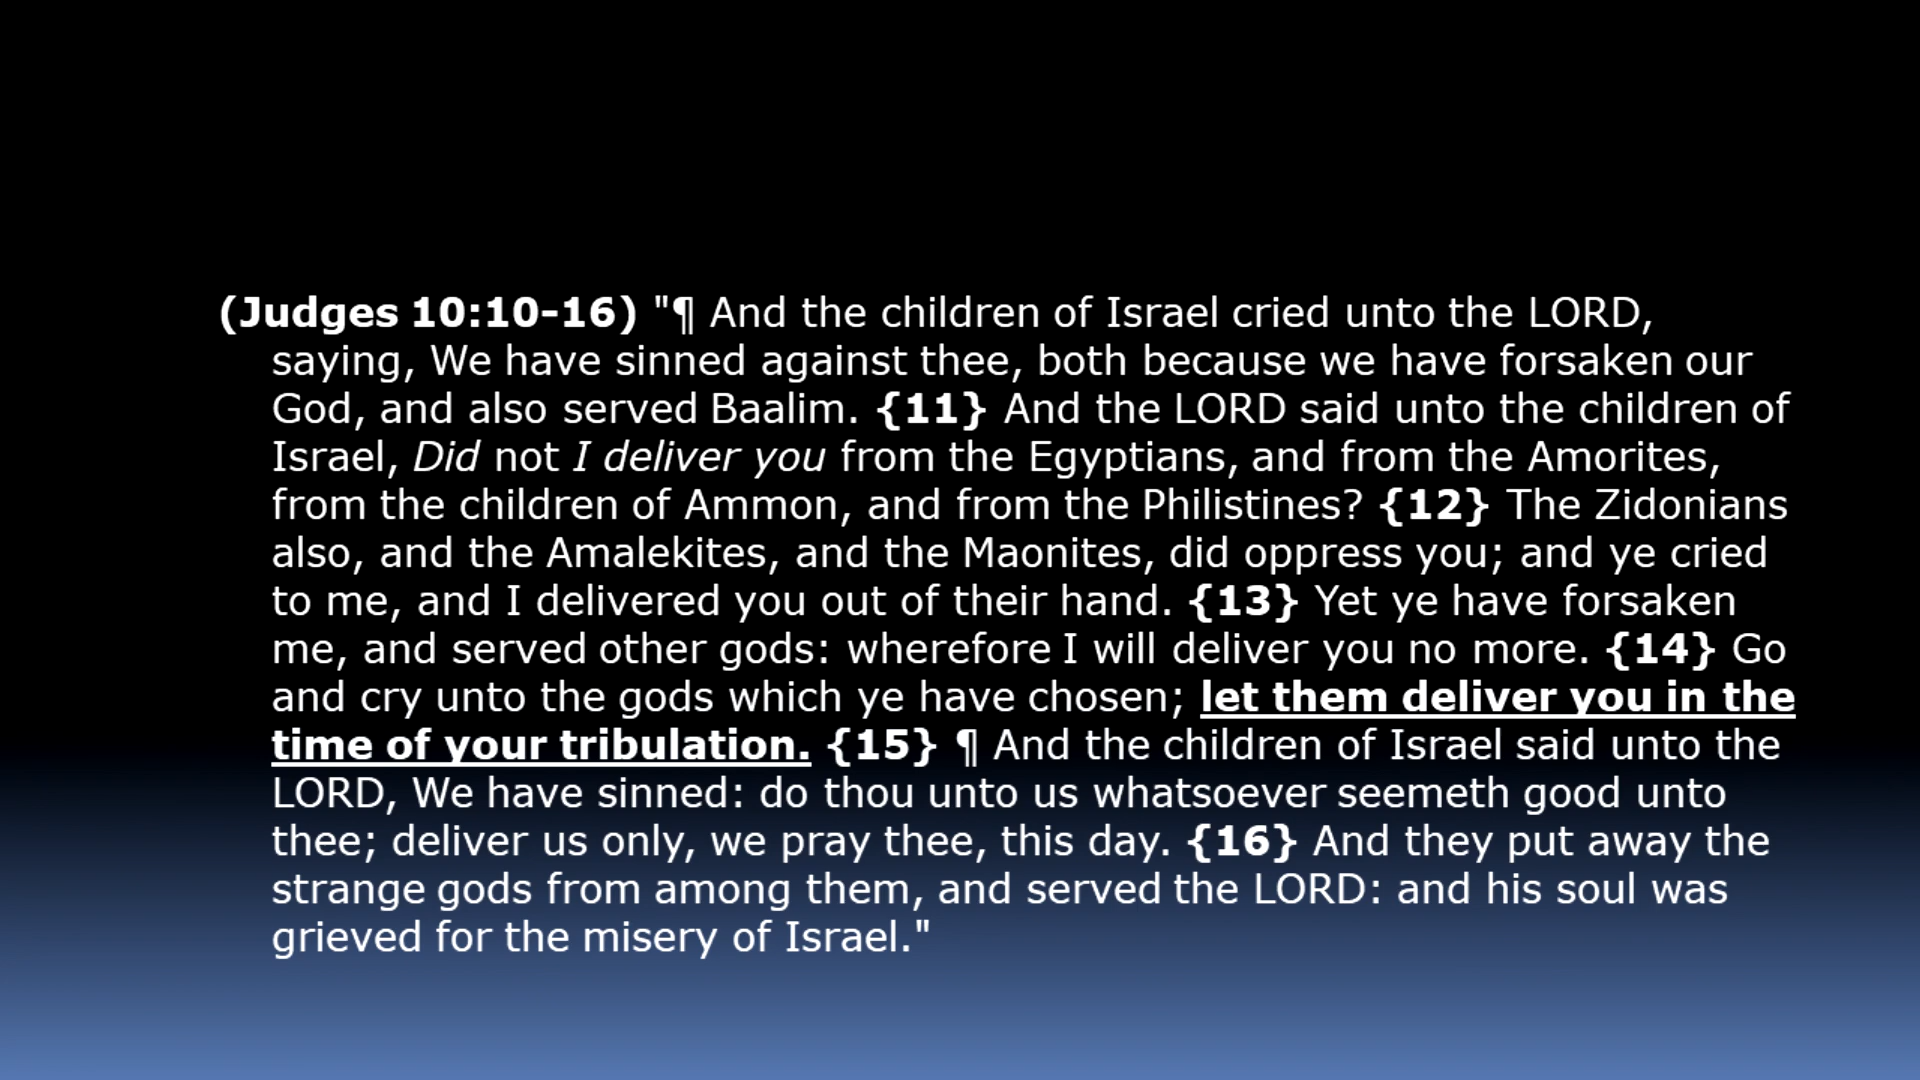 (Judges 10:10-16) "¶ And the children of Israel cried unto the LORD,
saying, We have sinned against thee, both because we have forsaken our
God, and also served Baalim. {11} And the LORD said unto the children of
Israel, Did not I deliver you from the Egyptians, and from the Amorites,
from the children of Ammon, and from the Philistines? {12} The Zidonians
also, and the Amalekites, and the Maonites, did oppress you; and ye cried
to me, and I delivered you out of their hand. {13} Yet ye have forsaken
me, and served other gods: wherefore I will deliver you no more. {14} Go
and cry unto the gods which ye have chosen; let them deliver you in the
time of your tribulation. {15} ¶ And the children of Israel said unto the
LORD, We have sinned: do thou unto us whatsoever seemeth good unto
thee; deliver us only, we pray thee, this day. {16} And they put away the
strange gods from among them, and served the LORD: and his soul was
grieved for the misery of Israel."